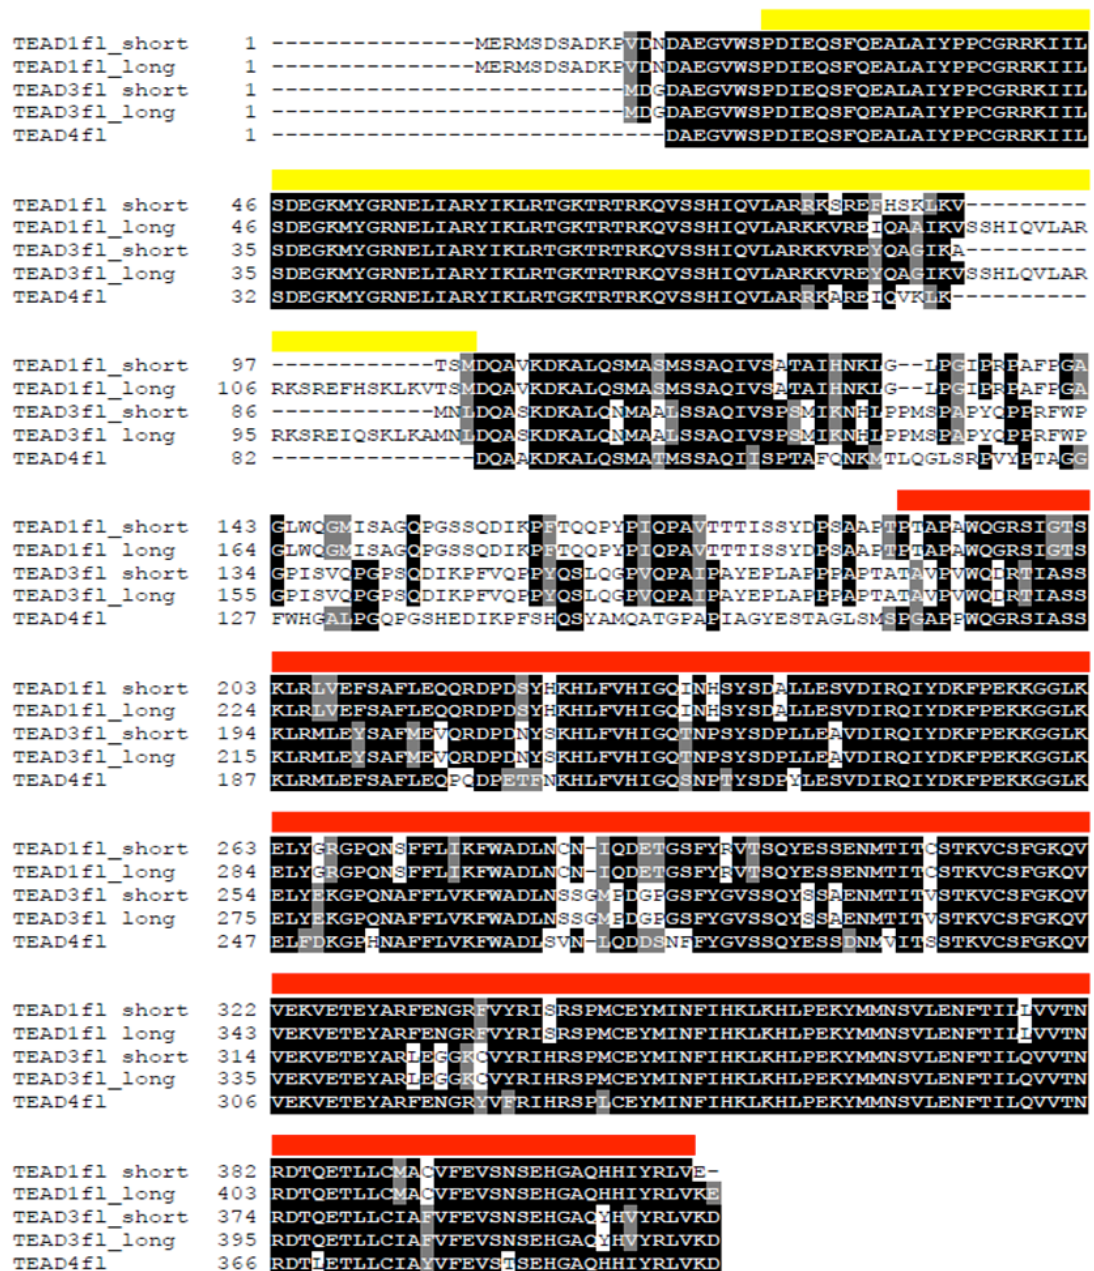 TEAD1fl_short 1 ---------------MERMSDSADKPVDNDAEGVWSPDIEQSFQEALAIYPPCGRRKIIL
TEAD1fl_long 1 ---------------MERMSDSADKPVDNDAEGVWSPDIEQSFQEALAIYPPCGRRKIIL
TEAD3fl_short 1 --------------------------MDGDAEGVWSPDIEQSFQEALAIYPPCGRRKIIL
TEAD3fl_long 1 --------------------------MDGDAEGVWSPDIEQSFQEALAIYPPCGRRKIIL
TEAD4fl 1 -----------------------------DAEGVWSPDIEQSFQEALAIYPPCGRRKIIL
TEAD1fl_short 46 SDEGKMYGRNELIARYIKLRTGKTRTRKQVSSHIQVLARRKSREFHSKLKV---------
TEAD1fl_long 46 SDEGKMYGRNELIARYIKLRTGKTRTRKQVSSHIQVLARKKVREIQAAIKVSSHIQVLAR
TEAD3fl_short 35 SDEGKMYGRNELIARYIKLRTGKTRTRKQVSSHIQVLARKKVREYQAGIKA---------
TEAD3fl_long 35 SDEGKMYGRNELIARYIKLRTGKTRTRKQVSSHIQVLARKKVREYQAGIKVSSHLQVLAR
TEAD4fl 32 SDEGKMYGRNELIARYIKLRTGKTRTRKQVSSHIQVLARRKAREIQVKLK----------
TEAD1fl_short 97 ------------TSMDQAVKDKALQSMASMSSAQIVSATAIHNKLG--LPGIPRPAFPGA
TEAD1fl_long 106 RKSREFHSKLKVTSMDQAVKDKALQSMASMSSAQIVSATAIHNKLG--LPGIPRPAFPGA
TEAD3fl_short 86 ------------MNLDQASKDKALQNMAALSSAQIVSPSMIKNHLPPMSPAPYQPPRFWP
TEAD3fl_long 95 RKSREIQSKLKAMNLDQASKDKALQNMAALSSAQIVSPSMIKNHLPPMSPAPYQPPRFWP
TEAD4fl 82 ---------------DQAAKDKALQSMATMSSAQIISPTAFQNKMTLQGLSRPVYPTAGG
TEAD1fl_short 143 GLWQGMISAGQPGSSQDIKPFTQQPYPIQPAVTTTISSYDPSAAPTPTAPAWQGRSIGTS
TEAD1fl_long 164 GLWQGMISAGQPGSSQDIKPFTQQPYPIQPAVTTTISSYDPSAAPTPTAPAWQGRSIGTS
TEAD3fl_short 134 GPISVQPGPSQDIKPFVQPPYQSLQGPVQPAIPAYEPLAPPPAPTATAVPVWQDRTIASS
TEAD3fl_long 155 GPISVQPGPSQDIKPFVQPPYQSLQGPVQPAIPAYEPLAPPPAPTATAVPVWQDRTIASS
TEAD4fl 127 FWHGALPGQPGSHEDIKPFSHQSYAMQATGPAPIAGYESTAGLSMSPGAPPWQGRSIASS
TEAD1fl_short 203 KLRLVEFSAFLEQQRDPDSYHKHLFVHIGQINHSYSDALLESVDIRQIYDKFPEKKGGLK
TEAD1fl_long 224 KLRLVEFSAFLEQQRDPDSYHKHLFVHIGQINHSYSDALLESVDIRQIYDKFPEKKGGLK
TEAD3fl_short 194 KLRMLEYSAFMEVQRDPDNYSKHLFVHIGQTNPSYSDPLLEAVDIRQIYDKFPEKKGGLK
TEAD3fl_long 215 KLRMLEYSAFMEVQRDPDNYSKHLFVHIGQTNPSYSDPLLEAVDIRQIYDKFPEKKGGLK
TEAD4fl 187 KLRMLEFSAFLEQPQDPETFNKHLFVHIGQSNPTYSDPYLESVDIRQIYDKFPEKKGGLK
TEAD1fl_short 263 ELYGRGPQNSFFLIKFWADLNCN-IQDETGSFYRVTSQYESSENMTITCSTKVCSFGKQV
TEAD1fl_long 284 ELYGRGPQNSFFLIKFWADLNCN-IQDETGSFYRVTSQYESSENMTITCSTKVCSFGKQV
TEAD3fl_short 254 ELYEKGPQNAFFLVKFWADLNSSGMPDGPGSFYGVSSQYSSAENMTITVSTKVCSFGKQV
TEAD3fl_long 275 ELYEKGPQNAFFLVKFWADLNSSGMPDGPGSFYGVSSQYSSAENMTITVSTKVCSFGKQV
TEAD4fl 247 ELFDKGPHNAFFLVKFWADLSVN-LQDDSNFFYGVSSQYESSDNMVITSSTKVCSFGKQV
TEAD1fl_short 322 VEKVETEYARFENGRFVYRISRSPMCEYMINFIHKLKHLPEKYMMNSVLENFTILLVVTN
TEAD1fl_long 343 VEKVETEYARFENGRFVYRISRSPMCEYMINFIHKLKHLPEKYMMNSVLENFTILLVVTN
TEAD3fl_short 314 VEKVETEYARLEGGKCVYRIHRSPMCEYMINFIHKLKHLPEKYMMNSVLENFTILQVVTN
TEAD3fl_long 335 VEKVETEYARLEGGKCVYRIHRSPMCEYMINFIHKLKHLPEKYMMNSVLENFTILQVVTN
TEAD4fl 306 VEKVETEYARFENGRYVFRIHRSPLCEYMINFIHKLKHLPEKYMMNSVLENFTILQVVTN
TEAD1fl_short 382 RDTQETLLCMACVFEVSNSEHGAQHHIYRLVE-
TEAD1fl_long 403 RDTQETLLCMACVFEVSNSEHGAQHHIYRLVKE
TEAD3fl_short 374 RDTQETLLCIAFVFEVSNSEHGAQYHVYRLVKD
TEAD3fl_long 395 RDTQETLLCIAFVFEVSNSEHGAQYHVYRLVKD
TEAD4fl 366 RDTLETLLCIAYVFEVSTSEHGAQHHIYRLVKD